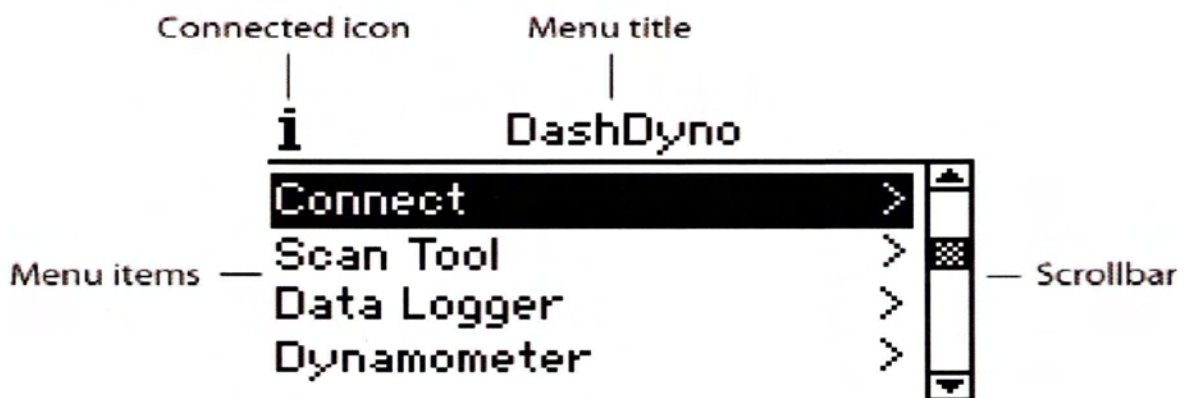 Connected icon Menu title
i DashDyno
Connect >
Scan Tool >
Menu items Scrollbar
Data Logger >
Dynamometer >